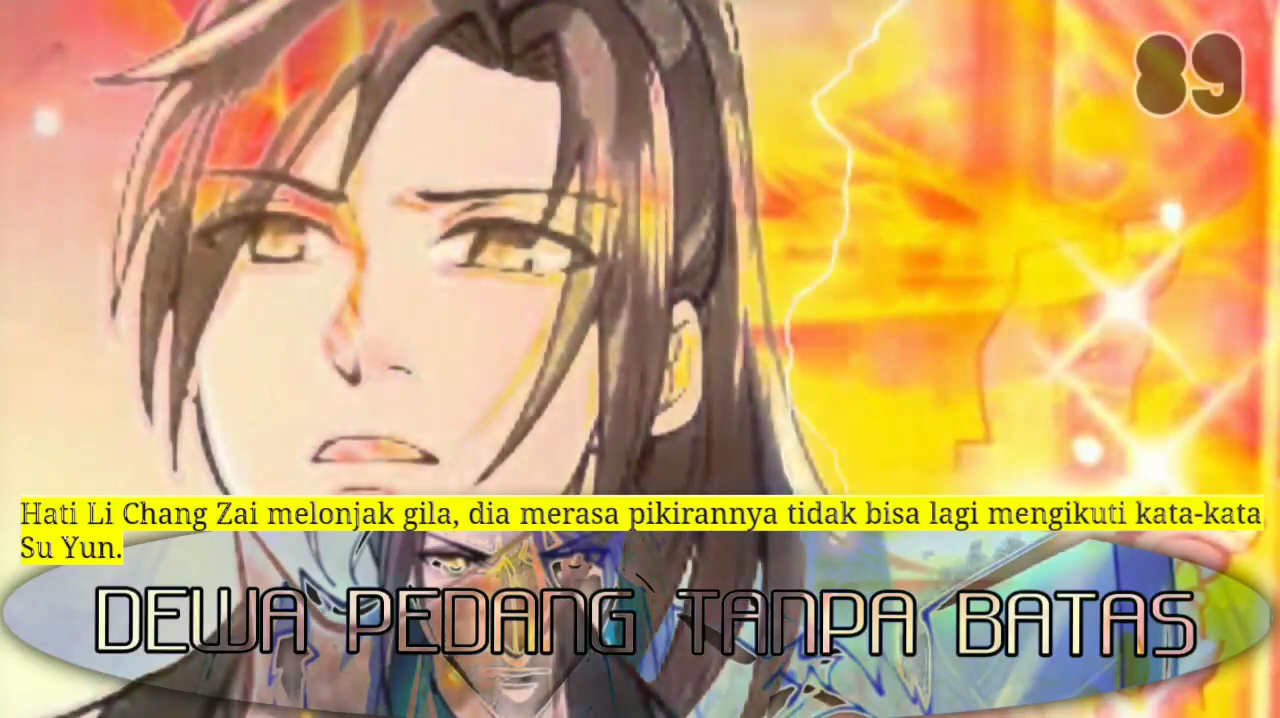 89
Hati Li Chang Zai melonjak gila, dia merasa pikirannya tidak bisa lagi mengikuti kata-kata
Su Yun.
DEWA PEDANG TANPA BATAS